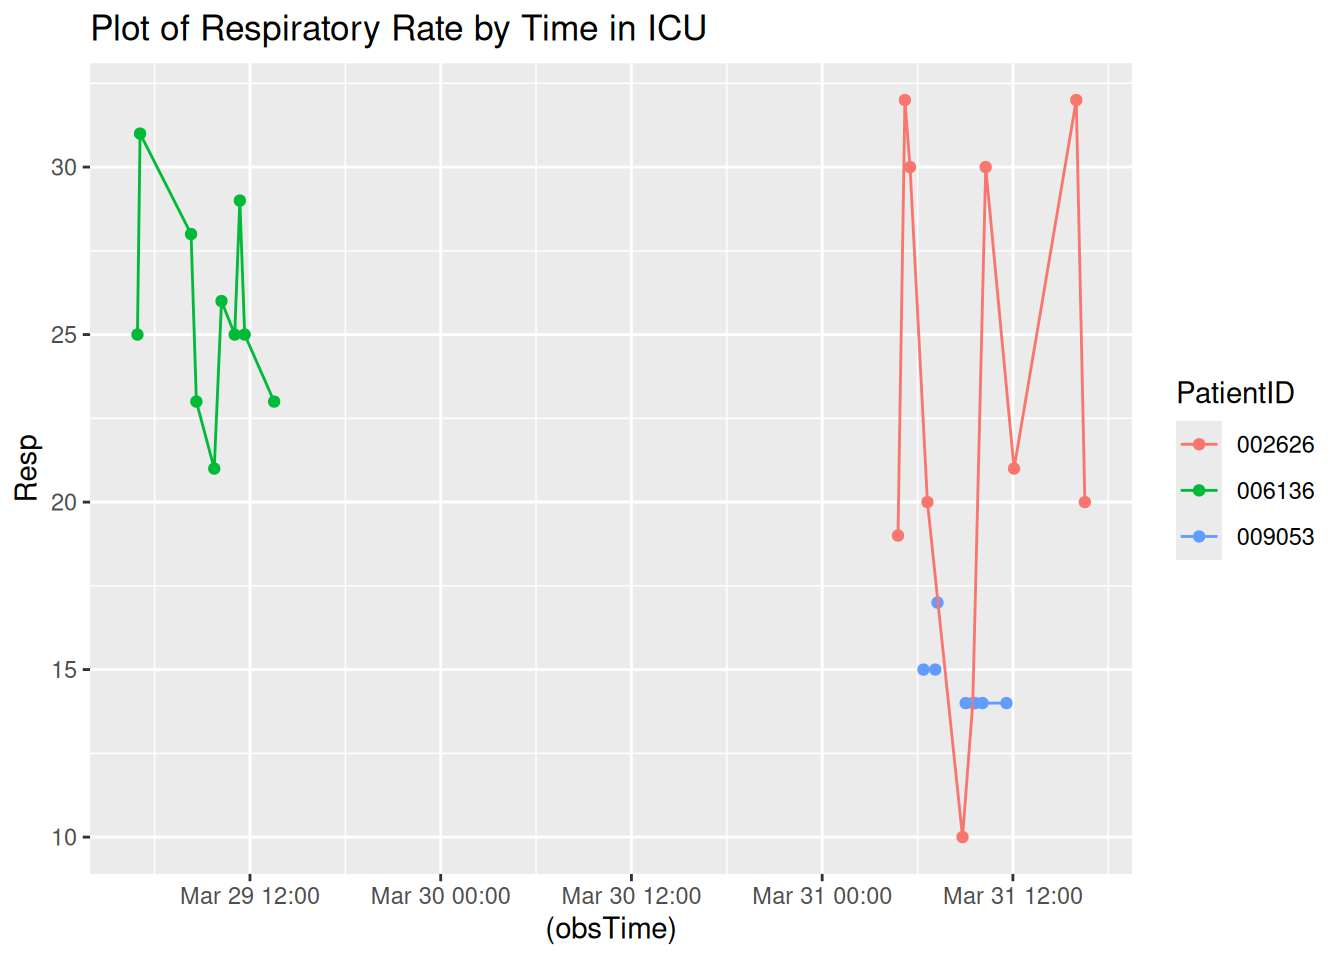 Plot of Respiratory Rate by Time in ICU
Resp
30
25
20
15
10
Mar 29 12:00
Mar 30 00:00
Mar 30 12:00
Mar 31 00:00
Mar 31 12:00
(obsTime)
PatientID
002626
006136
009053